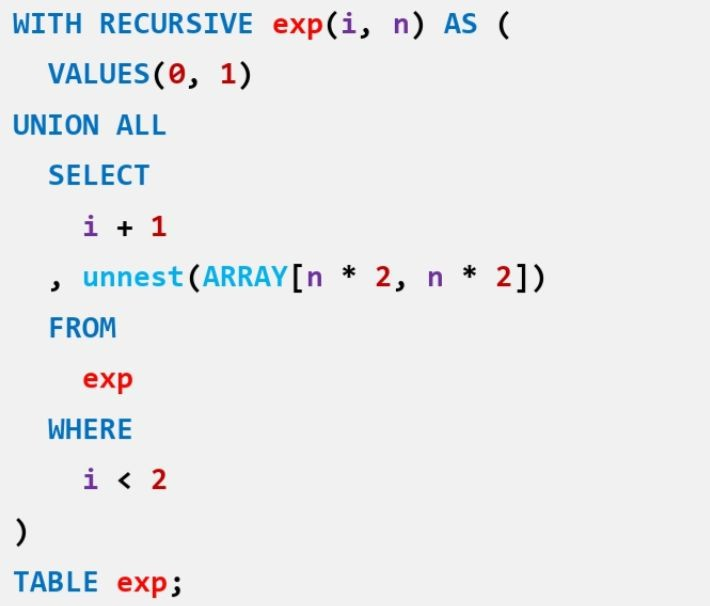 WITH RECURSIVE exp(i, n) AS (
  VALUES(0, 1)
UNION ALL
  SELECT
    i + 1
  , unnest(ARRAY[n * 2, n * 2])
  FROM
    exp
  WHERE
    i < 2
)
TABLE exp;